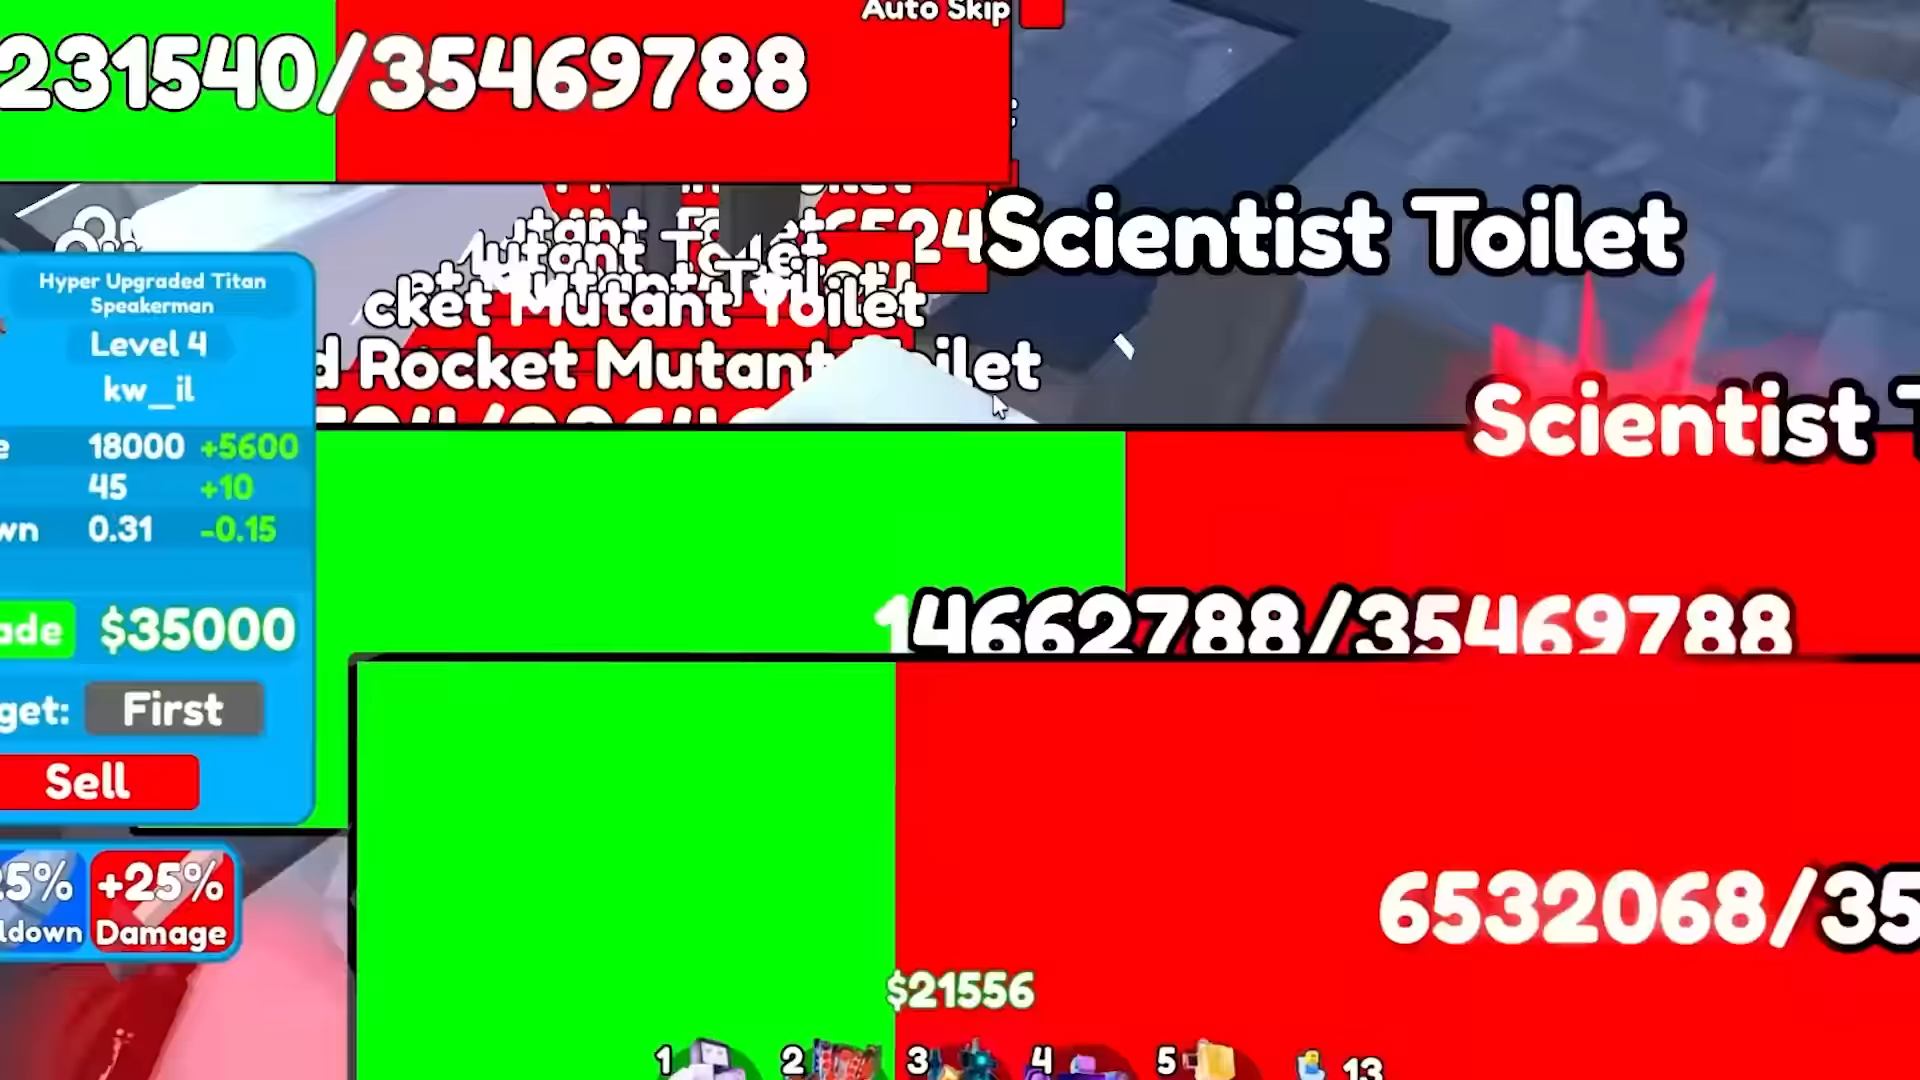 Auto Skip
231540/35469788
Scientist Toilet
cket Mutant Toilet
d Rocket Mutant Toilet
Scientist T
Hyper Upgraded Titan
Speakerman
Level 4
kw_il
e 18000 +5600
45 +10
wn 0.31 -0.15
ade $35000
get: First
Sell
14662788/35469788
5% +25%
ldown Damage
6532068/35
$21556
1 2 3 4 5 13